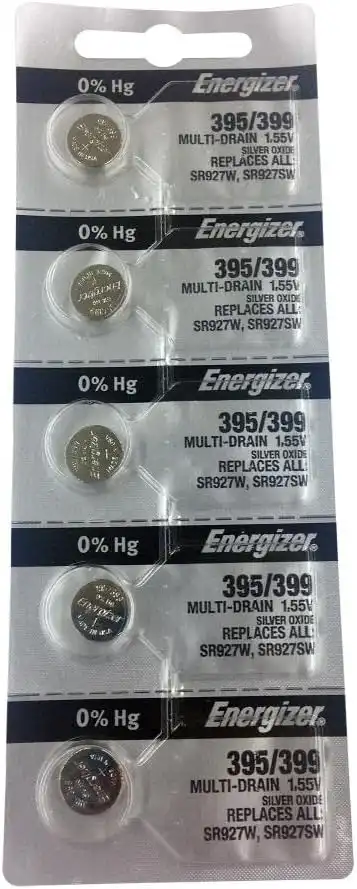 0% Hg
Energizer®
395/399
MULTI-DRAIN 1.55V
SILVER OXIDE
REPLACES ALL:
SR927W, SR927SW
0% Hg
Energizer®
395/399
MULTI-DRAIN 1.55V
SILVER OXIDE
REPLACES ALL:
SR927W, SR927SW
Energizer
0% Hg
Energizer®
395/399
MULTI-DRAIN 1.55V
SILVER OXIDE
REPLACES ALL:
SR927W, SR927SW
Energizer
0% Hg
Energizer®
395/399
MULTI-DRAIN 1.55V
SILVER OXIDE
REPLACES ALL:
SR927W, SR927SW
Energizer
0% Hg
Energizer®
395/399
MULTI-DRAIN 1.55V
SILVER OXIDE
REPLACES ALL:
SR927W, SR927SW